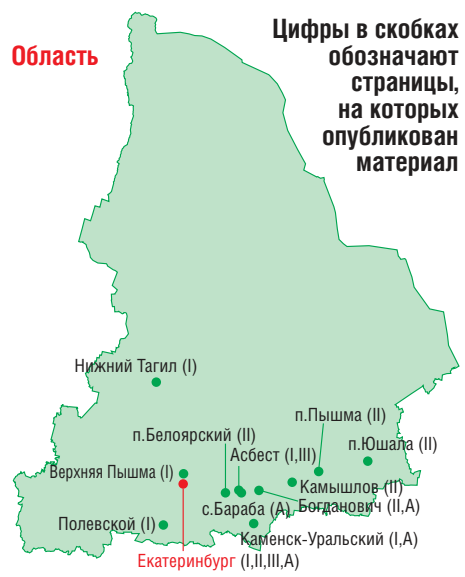 Область
Цифры в скобках
обозначают
страницы,
на которых
опубликован
материал
Нижний Тагил (I)
п.Пышма (II)
п.Белоярский (II)
п.Юшала (II)
Асбест (I,III)
Верхняя Пышма (I)
Камышлов (II)
Богданович (II,А)
с.Бараба (А)
Полевской (I)
Каменск-Уральский (I,А)
Екатеринбург (I,II,III,А)